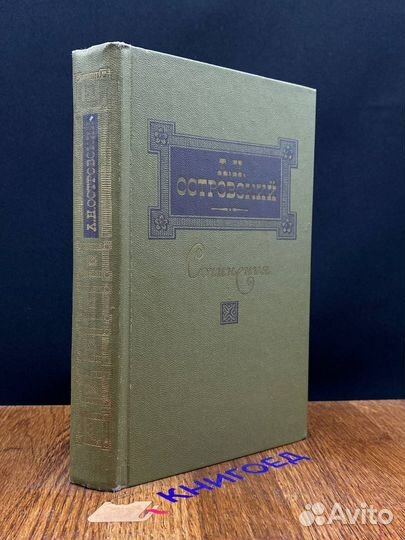 А.Н.ОСТРОВСКИЙ
А.Н.
ОСТРОВСКИЙ
Сочинения
КНИГОЕД
Avito